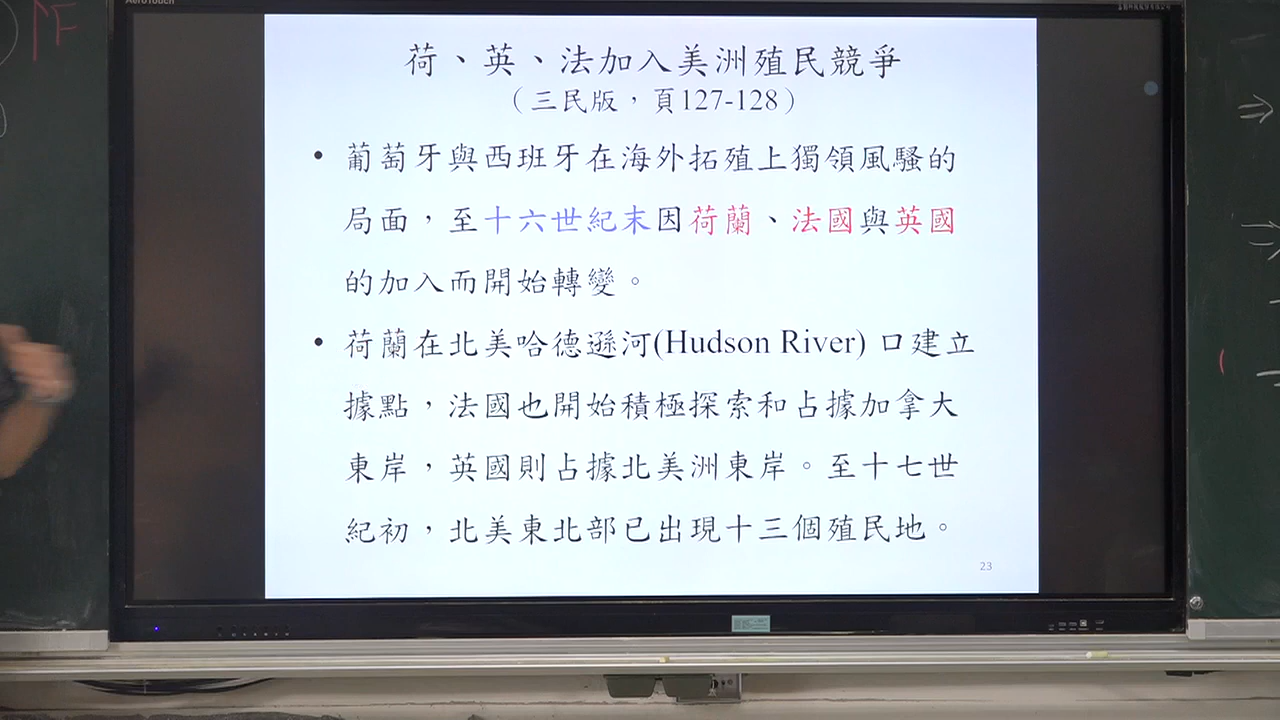 AeroTouch
荷、英、法加入美洲殖民競爭
（三民版，頁127-128）
• 葡萄牙與西班牙在海外拓殖上獨領風騷的
局面，至十六世紀末因荷蘭、法國與英國
的加入而開始轉變。
• 荷蘭在北美哈德遜河(Hudson River) 口建立
據點，法國也開始積極探索和占據加拿大
東岸，英國則占據北美洲東岸。至十七世
紀初，北美東北部已出現十三個殖民地。
23